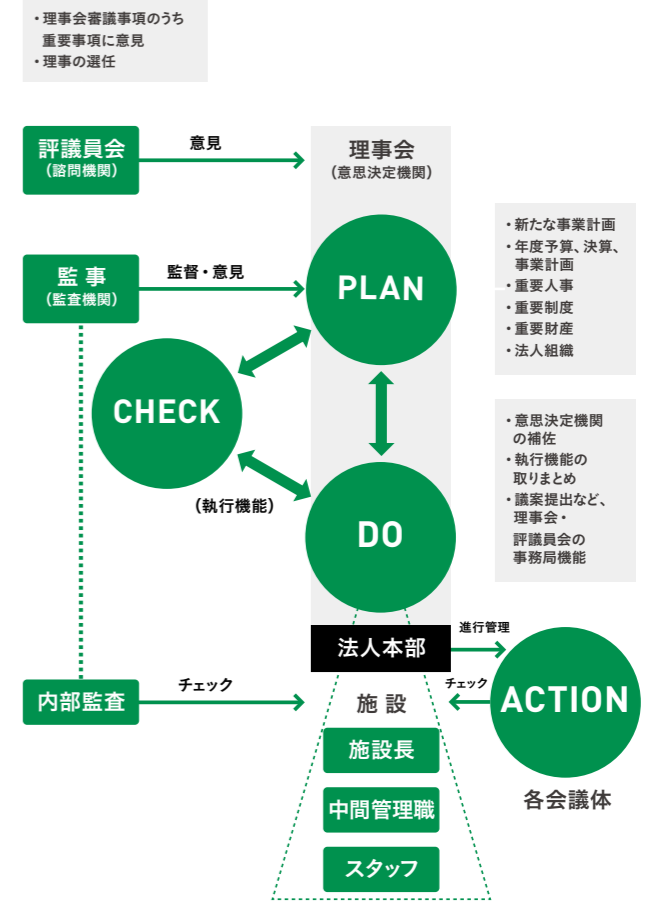 ・理事会審議事項のうち
重要事項に意見
・理事の選任
評議員会
（諮問機関）
意見
理事会
（意思決定機関）
監事
（監査機関）
監督・意見
PLAN
・新たな事業計画
・年度予算、決算、
事業計画
・重要人事
・重要制度
・重要財産
・法人組織
CHECK
（執行機能）
DO
・意思決定機関
の補佐
・執行機能の
取りまとめ
・議案提出など、
理事会・
評議員会の
事務局機能
法人本部
進行管理
内部監査
チェック
施設
チェック
ACTION
各会議体
施設長
中間管理職
スタッフ